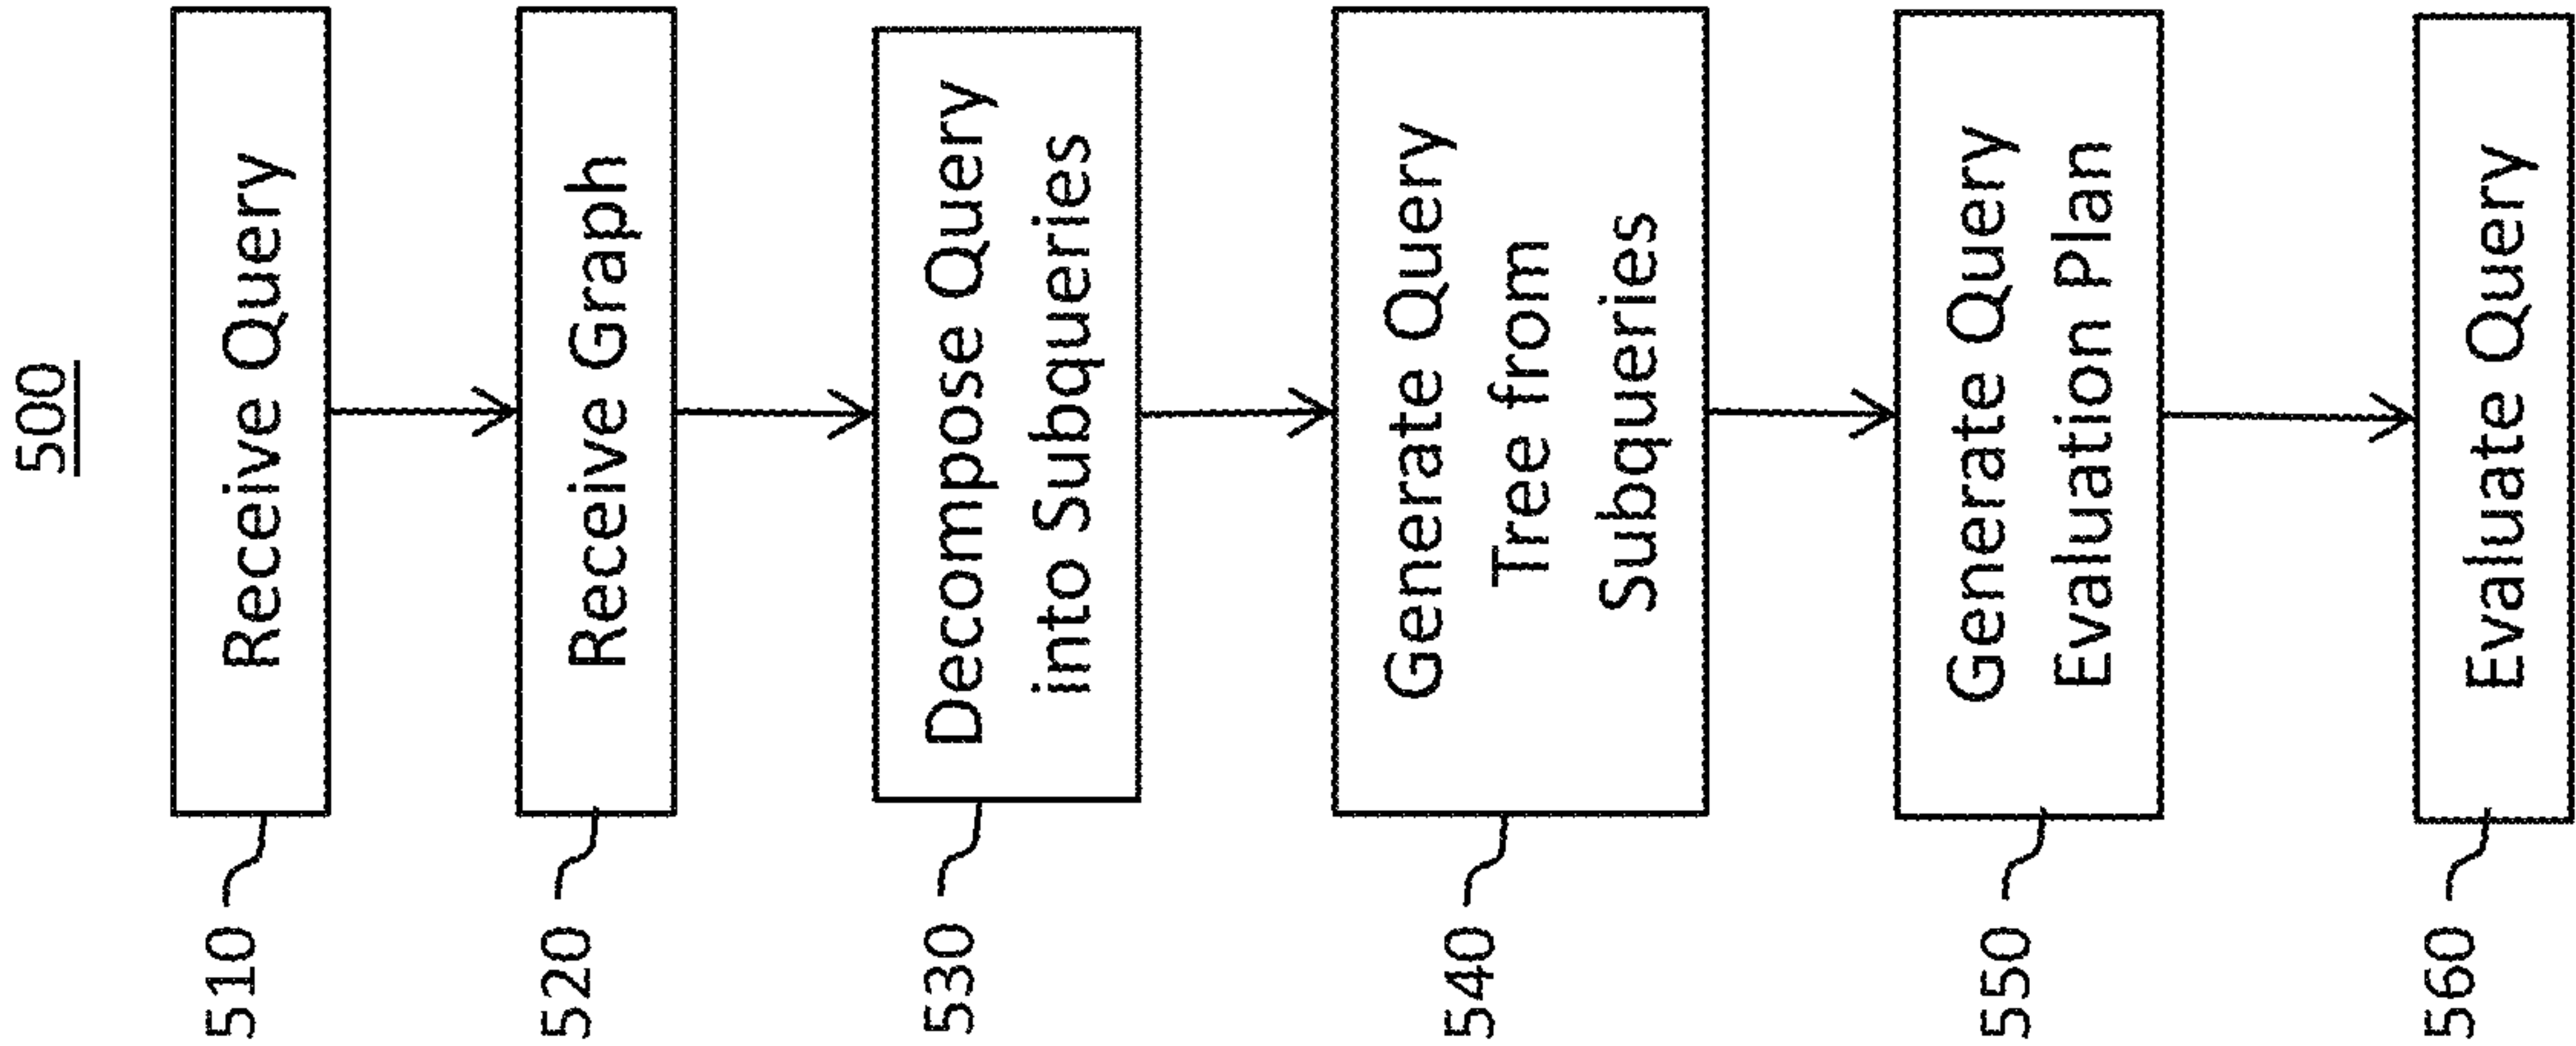 500
510
Receive Query
520
Receive Graph
530
Decompose Query
into Subqueries
540
Generate Query
Tree from
Subqueries
550
Generate Query
Evaluation Plan
560
Evaluate Query